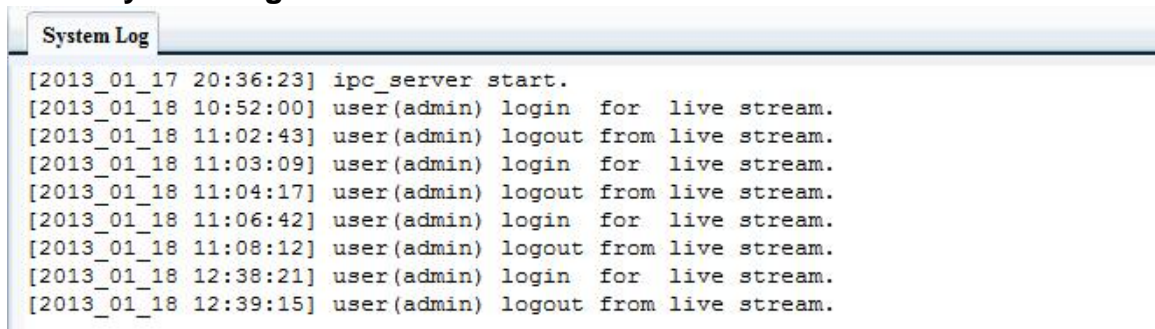 System Log
[2013_01_17 20:36:23] ipc_server start.
[2013_01_18 10:52:00] user(admin) login  for  live stream.
[2013_01_18 11:02:43] user(admin) logout from live stream.
[2013_01_18 11:03:09] user(admin) login  for  live stream.
[2013_01_18 11:04:17] user(admin) logout from live stream.
[2013_01_18 11:06:42] user(admin) login  for  live stream.
[2013_01_18 11:08:12] user(admin) logout from live stream.
[2013_01_18 12:38:21] user(admin) login  for  live stream.
[2013_01_18 12:39:15] user(admin) logout from live stream.